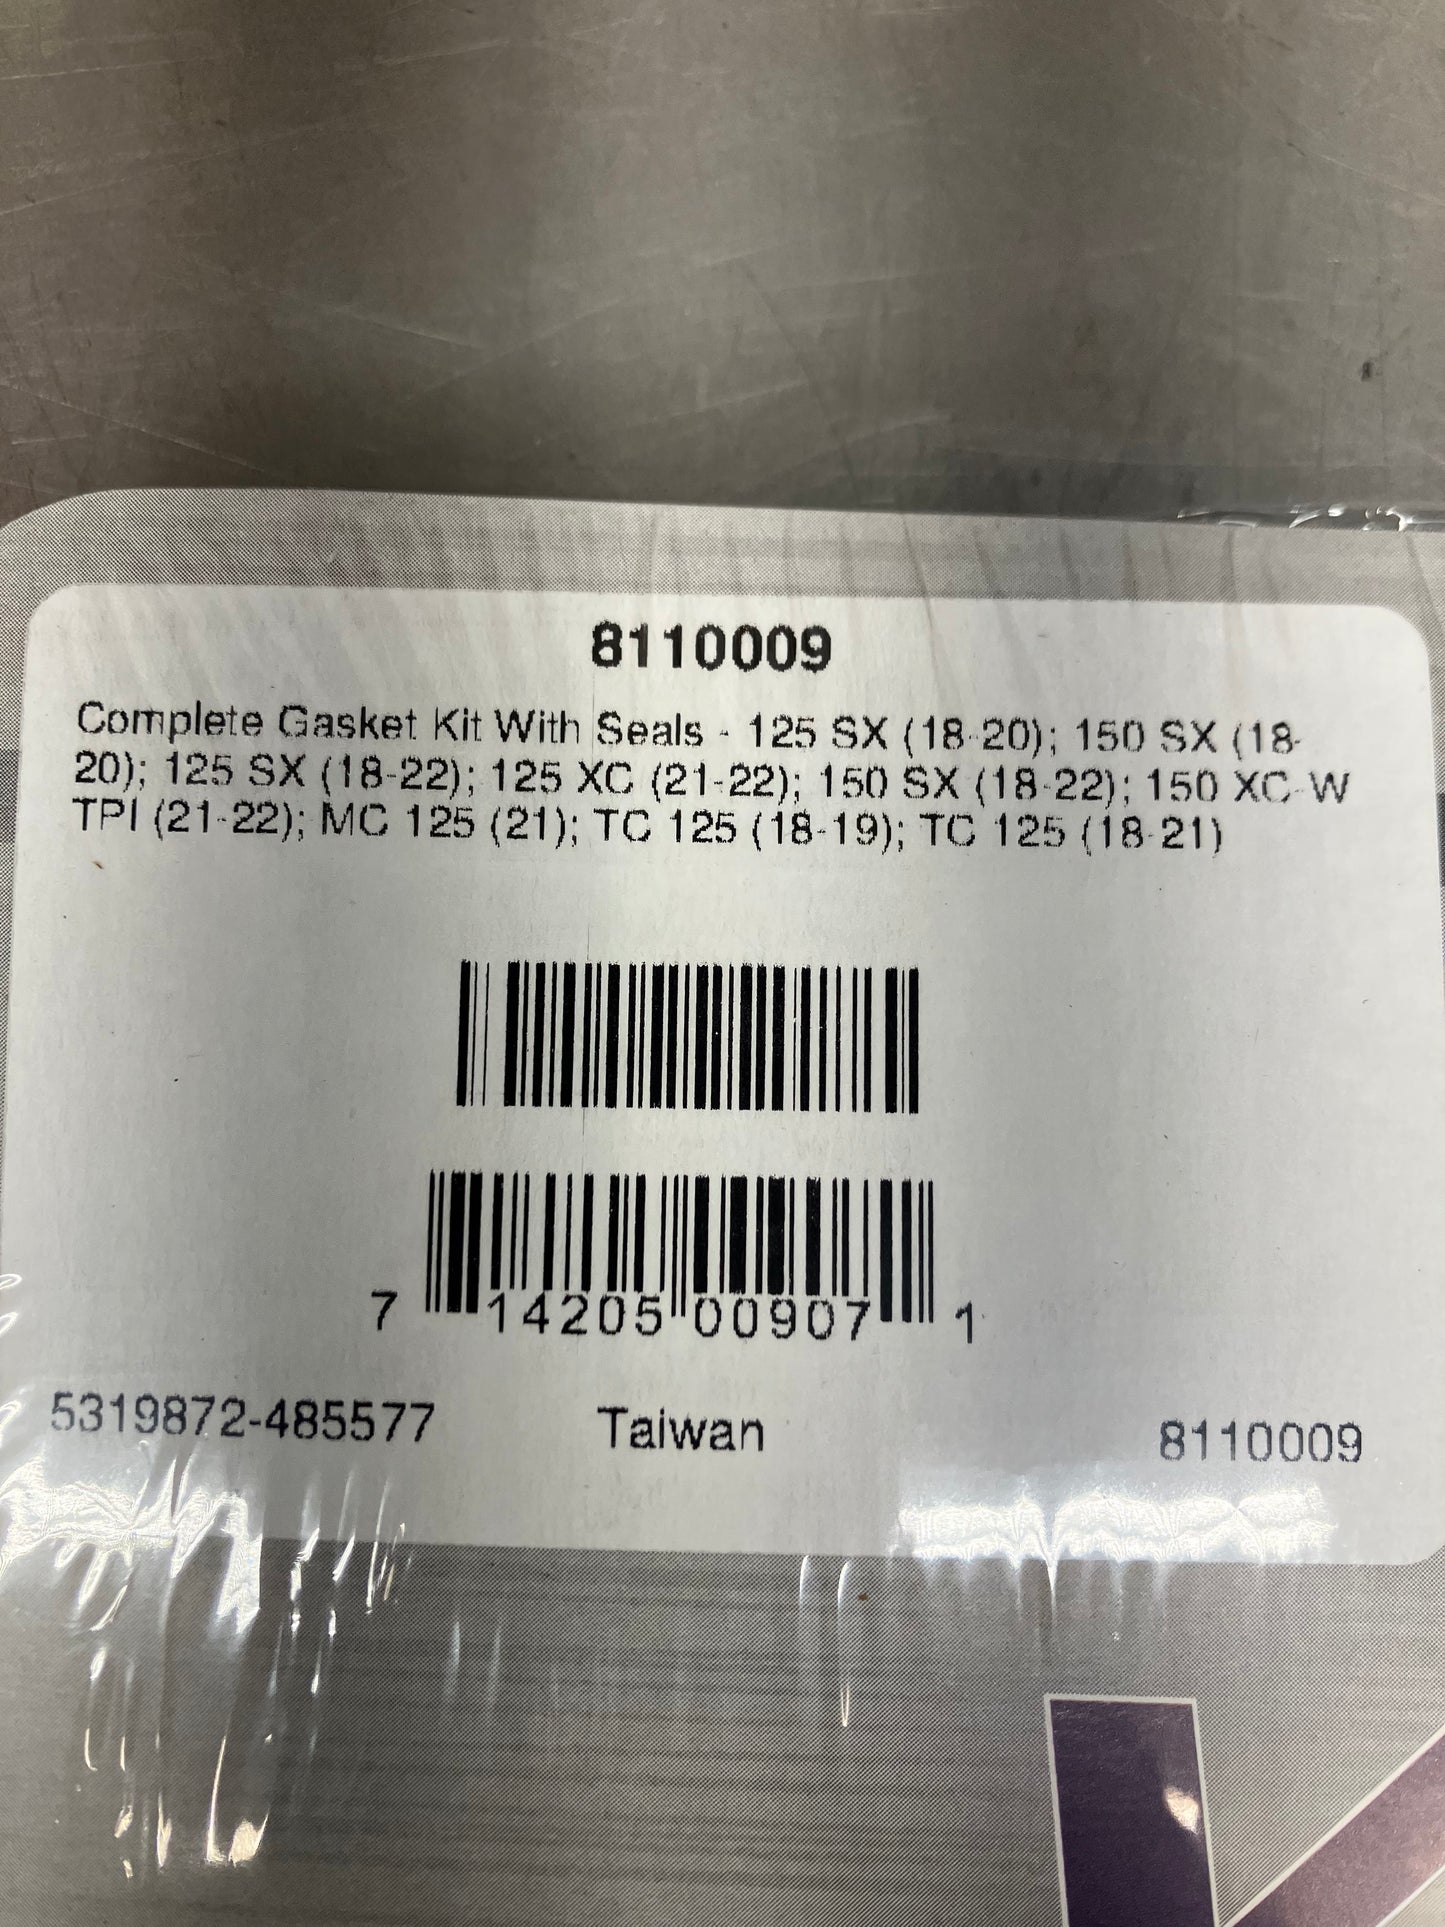 8110009
Complete Gasket Kit With Seals - 125 SX (18-20); 150 SX (18-
20); 125 SX (18-22); 125 XC (21-22); 150 SX (18-22); 150 XC-W
TPI (21-22); MC 125 (21); TC 125 (18-19); TC 125 (18-21)
7 14205 00907 1
5319872-485577 Taiwan 8110009